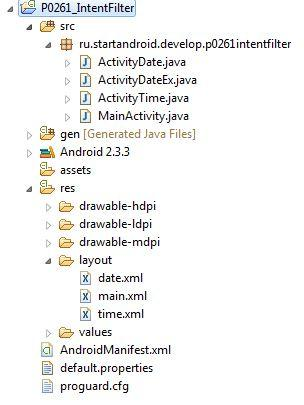 P0261_IntentFilter
src
ru.startandroid.develop.p0261intentfilter
ActivityDate.java
ActivityDateEx.java
ActivityTime.java
MainActivity.java
gen [Generated Java Files]
Android 2.3.3
assets
res
drawable-hdpi
drawable-ldpi
drawable-mdpi
layout
date.xml
main.xml
time.xml
values
AndroidManifest.xml
default.properties
proguard.cfg